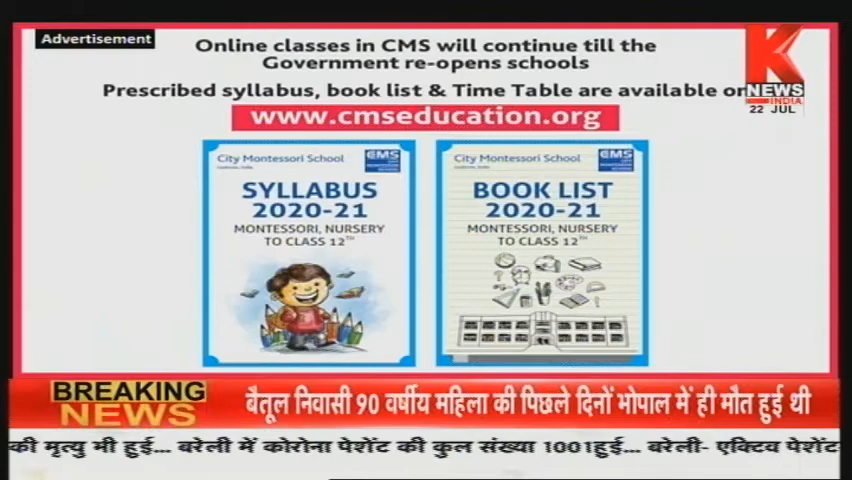 Advertisement
Online classes in CMS will continue till the
Government re-opens schools
Prescribed syllabus, book list & Time Table are available on
www.cmseducation.org
K
NEWS
INDIA
22 JUL
City Montessori School
CMS
SYLLABUS
2020-21
MONTESSORI, NURSERY
TO CLASS 12TH
City Montessori School
CMS
BOOK LIST
2020-21
MONTESSORI, NURSERY
TO CLASS 12TH
BREAKING
NEWS
बैतूल निवासी 90 वर्षीय महिला की पिछले दिनों भोपाल में ही मौत हुई थी
की मृत्यु भी हुई... बरेली में कोरोना पेशेंट की कुल संख्या 1001हुई... बरेली- एक्टिव पेशेंट